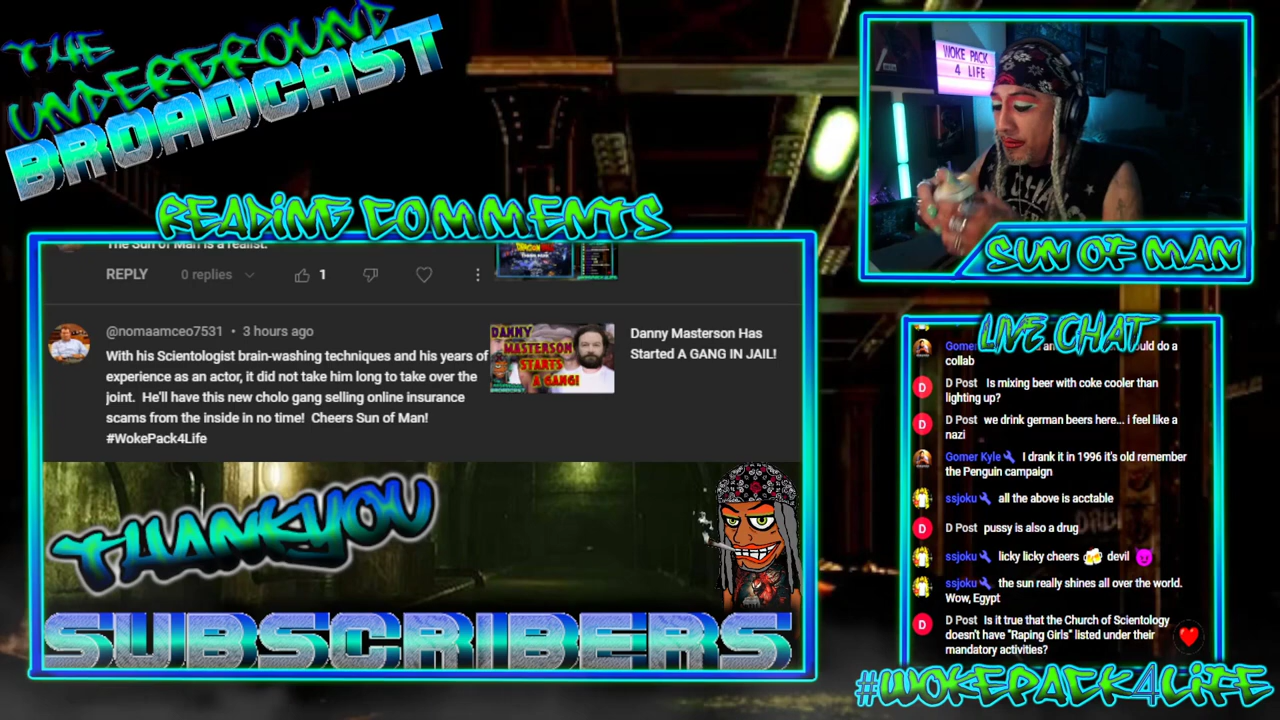 THE
UNDERGROUND
BROADCAST
WOKE PACK
4 LIFE
SUN OF MAN
READING COMMENTS
The Sun of Man is a realist.
REPLY 0 replies 1
@nomaamceo7531 • 3 hours ago
With his Scientologist brain-washing techniques and his years of
experience as an actor, it did not take him long to take over the
joint. He'll have this new cholo gang selling online insurance
scams from the inside in no time! Cheers Sun of Man!
#WokePack4Life
DANNY
MASTERSON
STARTS
A GANG!
Danny Masterson Has
Started A GANG IN JAIL!
THANKYOU
SUBSCRIBERS
LIVE CHAT
collab
D Post Is mixing beer with coke cooler than
lighting up?
D Post we drink german beers here... i feel like a
nazi
Gomer Kyle I drank it in 1996 it's old remember
the Penguin campaign
ssjoku all the above is acctable
D Post pussy is also a drug
ssjoku licky licky cheers 🍻 devil 😈
ssjoku the sun really shines all over the world.
Wow, Egypt
D Post Is it true that the Church of Scientology
doesn't have "Raping Girls" listed under their
mandatory activities?
#WOKEPACK4LIFE